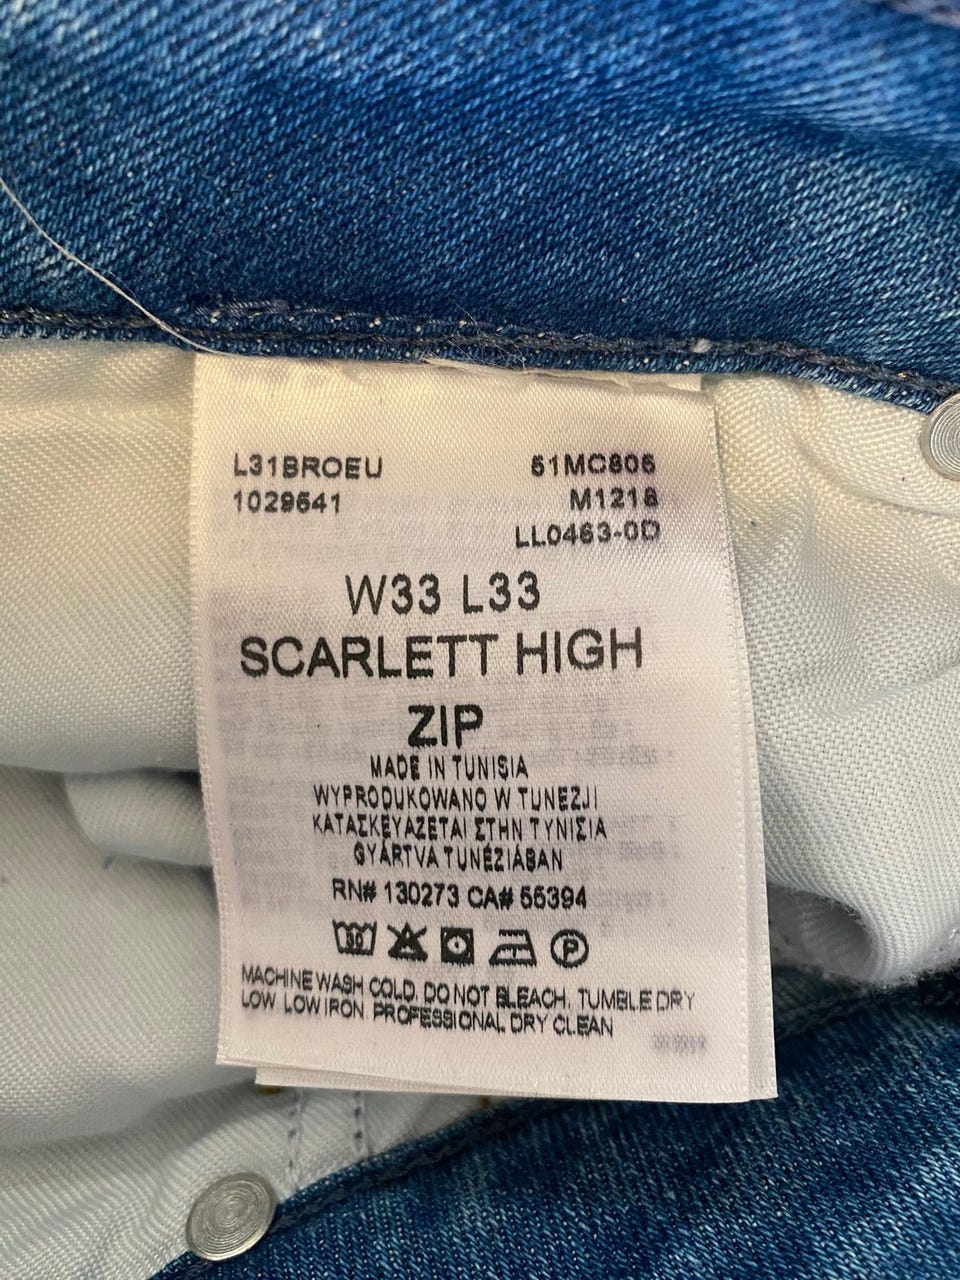 L31BROEU 51MC806
1029541 M1218
LL0463-0D
W33 L33
SCARLETT HIGH
ZIP
MADE IN TUNISIA
WYPRODUKOWANO W TUNEZJI
ΚΑΤΑΣΚΕΥΑΖΕΤΑΙ ΣΤΗΝ ΤΥΝΙΣΙΑ
GYÁRTVA TUNÉZIÁBAN
RN# 130273 CA# 55394
30 P
MACHINE WASH COLD. DO NOT BLEACH. TUMBLE DRY
LOW. LOW IRON. PROFESSIONAL DRY CLEAN